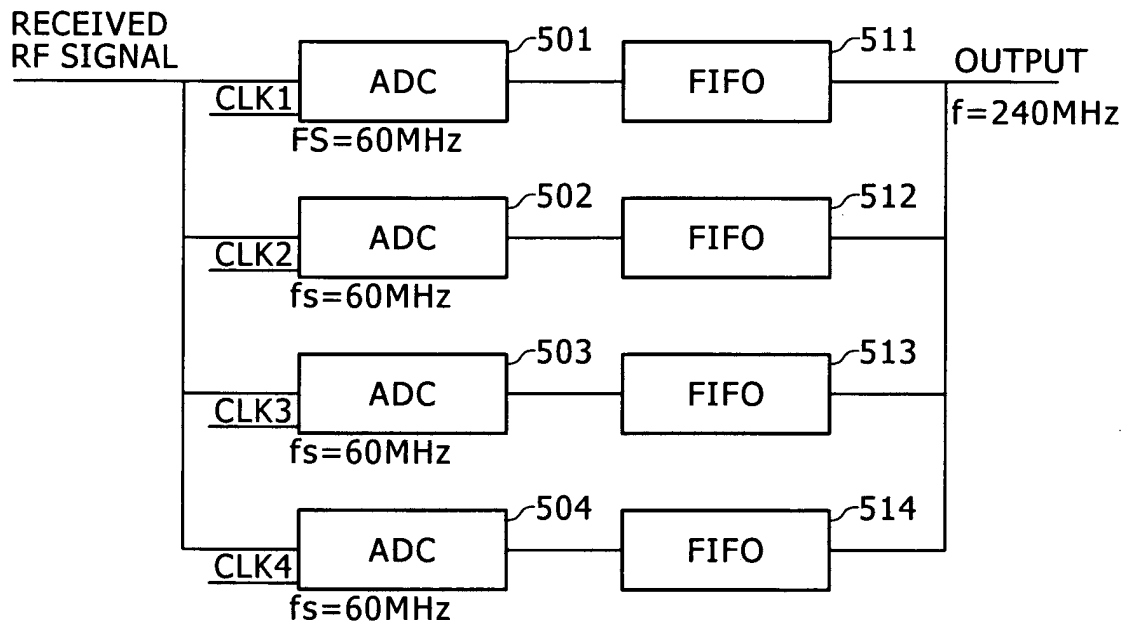 RECEIVED
RF SIGNAL
CLK1
ADC
501
FS=60MHz
FIFO
511
OUTPUT
f=240MHz
CLK2
ADC
502
fs=60MHz
FIFO
512
CLK3
ADC
503
fs=60MHz
FIFO
513
CLK4
ADC
504
fs=60MHz
FIFO
514